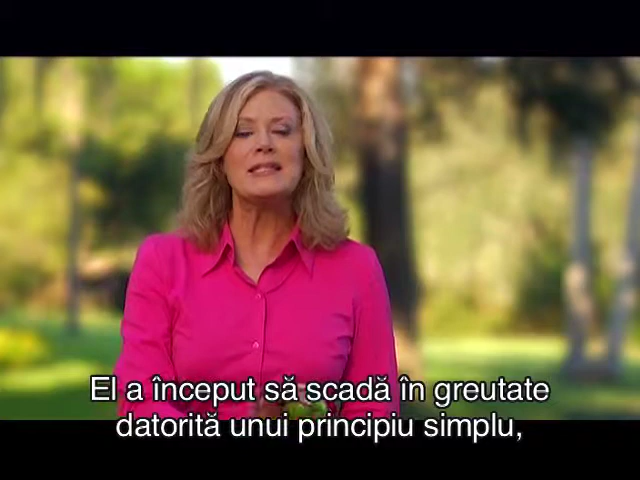 El a început să scadă în greutate
datorită unui principiu simplu,